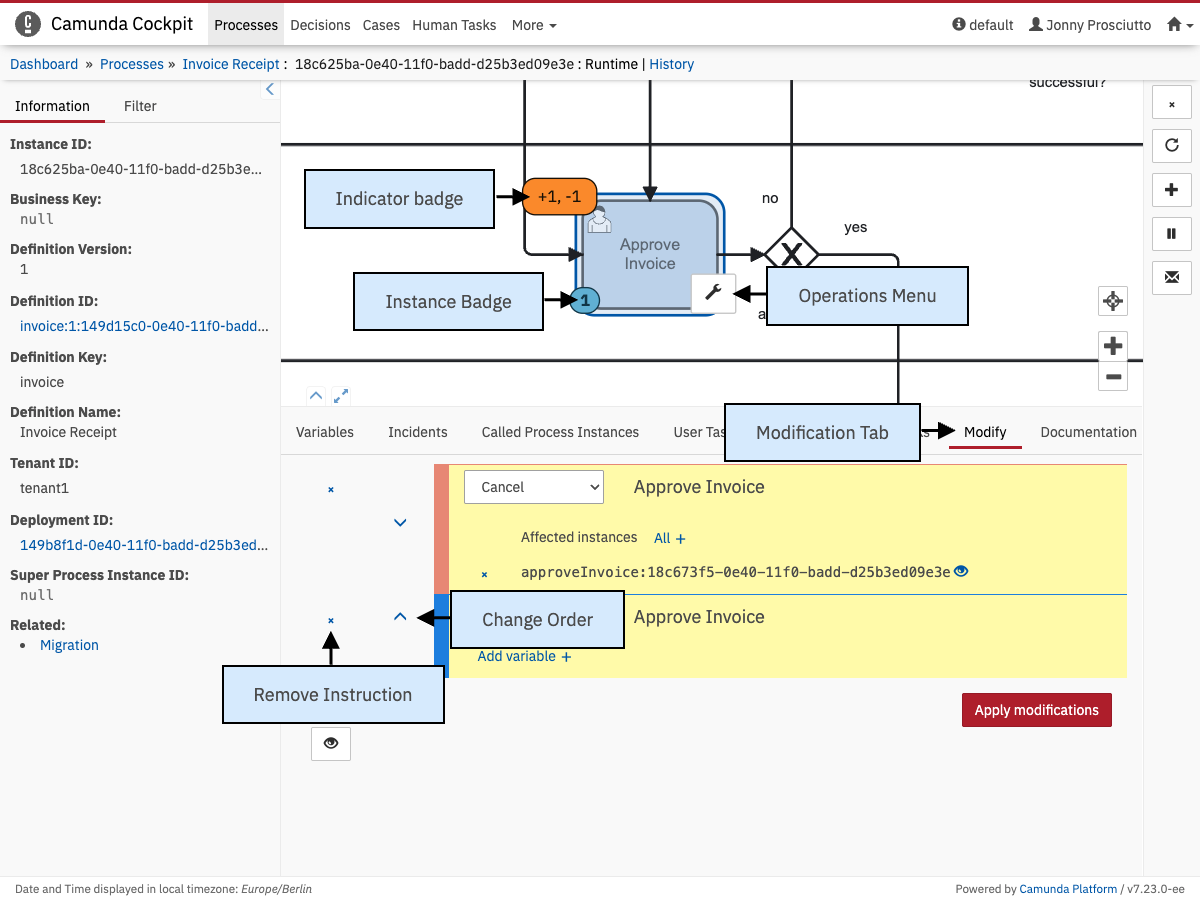 Camunda Cockpit Processes Decisions Cases Human Tasks More default Jonny Prosciutto
Dashboard » Processes » Invoice Receipt : 18c625ba-0e40-11f0-badd-d25b3ed09e3e : Runtime | History
Information Filter
Instance ID:
18c625ba-0e40-11f0-badd-d25b3e...
Business Key:
null
Definition Version:
1
Definition ID:
invoice:1:149d15c0-0e40-11f0-badd...
Definition Key:
invoice
Definition Name:
Invoice Receipt
Tenant ID:
tenant1
Deployment ID:
149b8f1d-0e40-11f0-badd-d25b3ed...
Super Process Instance ID:
null
Related:
Migration
successful?
Indicator badge
+1, -1
no
yes
Approve
Invoice
Instance Badge
1
Operations Menu
Variables Incidents Called Process Instances User Modify Documentation
Modification Tab
Cancel Approve Invoice
Affected instances All +
approveInvoice:18c673f5-0e40-11f0-badd-d25b3ed09e3e
Change Order
Approve Invoice
Add variable +
Remove Instruction
Apply modifications
Date and Time displayed in local timezone: Europe/Berlin
Powered by Camunda Platform / v7.23.0-ee